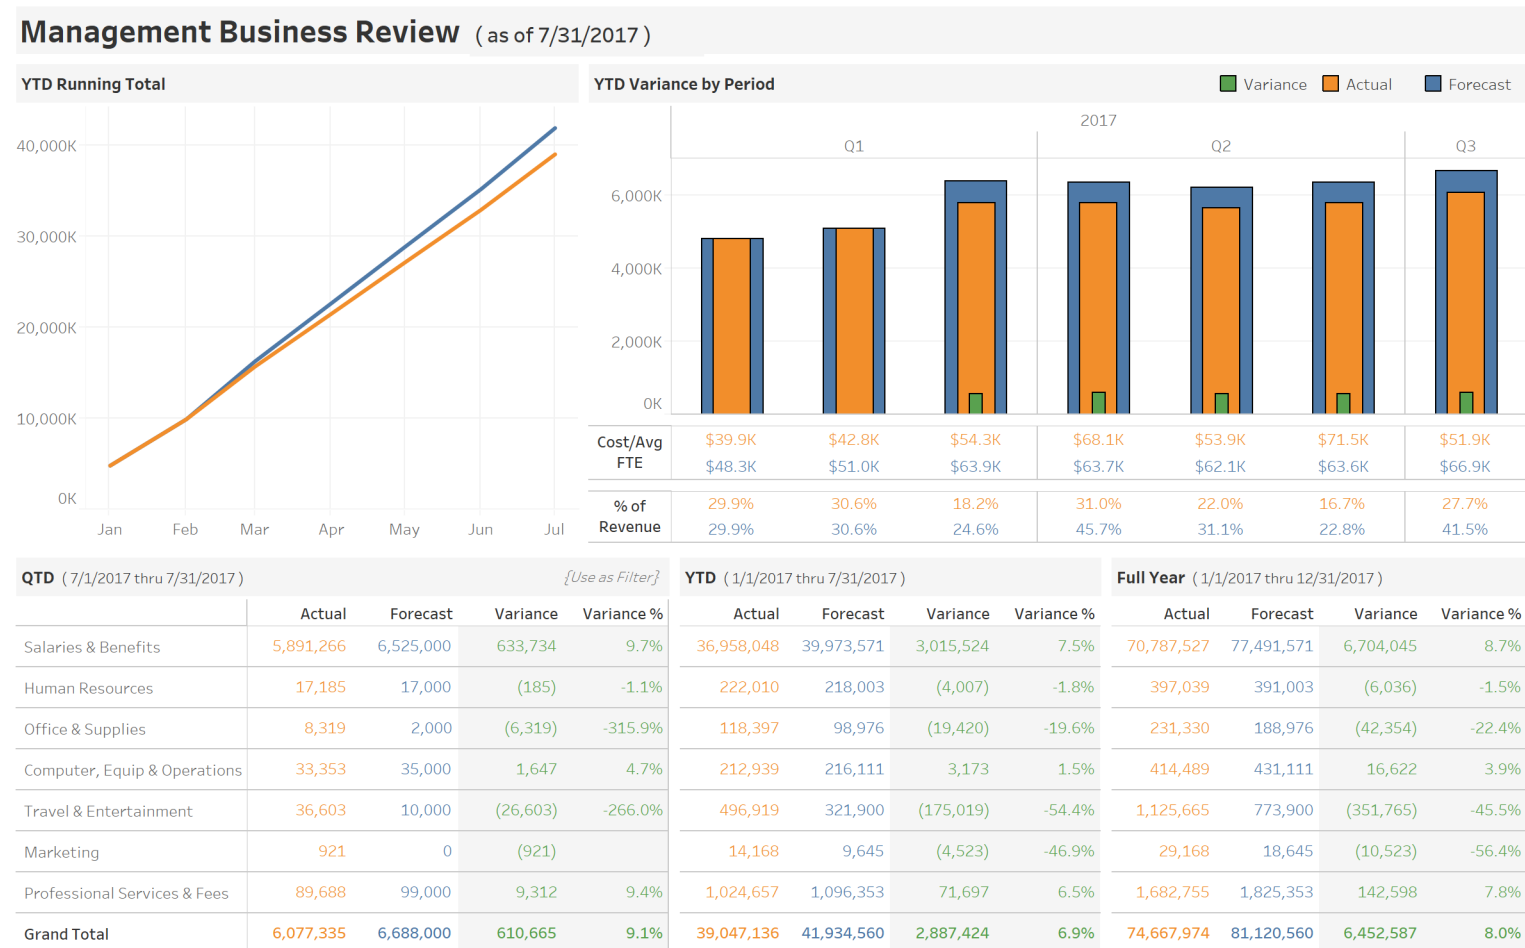 Management Business Review ( as of 7/31/2017 )
YTD Running Total
40,000K
30,000K
20,000K
10,000K
0K
Jan Feb Mar Apr May Jun Jul
YTD Variance by Period Variance Actual Forecast
2017
Q1 Q2 Q3
6,000K
4,000K
2,000K
0K
Cost/Avg FTE
$39.9K $42.8K $54.3K $68.1K $53.9K $71.5K $51.9K
$48.3K $51.0K $63.9K $63.7K $62.1K $63.6K $66.9K
% of Revenue
29.9% 30.6% 18.2% 31.0% 22.0% 16.7% 27.7%
29.9% 30.6% 24.6% 45.7% 31.1% 22.8% 41.5%
QTD ( 7/1/2017 thru 7/31/2017 ) {Use as Filter} YTD ( 1/1/2017 thru 7/31/2017 ) Full Year ( 1/1/2017 thru 12/31/2017 )
Actual Forecast Variance Variance % Actual Forecast Variance Variance % Actual Forecast Variance Variance %
Salaries & Benefits 5,891,266 6,525,000 633,734 9.7% 36,958,048 39,973,571 3,015,524 7.5% 70,787,527 77,491,571 6,704,045 8.7%
Human Resources 17,185 17,000 (185) -1.1% 222,010 218,003 (4,007) -1.8% 397,039 391,003 (6,036) -1.5%
Office & Supplies 8,319 2,000 (6,319) -315.9% 118,397 98,976 (19,420) -19.6% 231,330 188,976 (42,354) -22.4%
Computer, Equip & Operations 33,353 35,000 1,647 4.7% 212,939 216,111 3,173 1.5% 414,489 431,111 16,622 3.9%
Travel & Entertainment 36,603 10,000 (26,603) -266.0% 496,919 321,900 (175,019) -54.4% 1,125,665 773,900 (351,765) -45.5%
Marketing 921 0 (921) 14,168 9,645 (4,523) -46.9% 29,168 18,645 (10,523) -56.4%
Professional Services & Fees 89,688 99,000 9,312 9.4% 1,024,657 1,096,353 71,697 6.5% 1,682,755 1,825,353 142,598 7.8%
Grand Total 6,077,335 6,688,000 610,665 9.1% 39,047,136 41,934,560 2,887,424 6.9% 74,667,974 81,120,560 6,452,587 8.0%